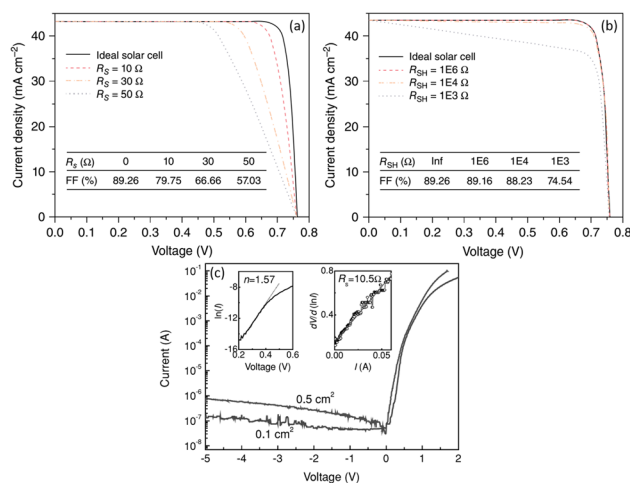 (a)
Current density (mA cm⁻²)
40
30
20
10
0
Ideal solar cell
R_S = 10 Ω
R_S = 30 Ω
R_S = 50 Ω
R_s (Ω) 0 10 30 50
FF (%) 89.26 79.75 66.66 57.03
0.0 0.1 0.2 0.3 0.4 0.5 0.6 0.7 0.8
Voltage (V)
(b)
Current density (mA cm⁻²)
40
30
20
10
0
Ideal solar cell
R_SH = 1E6 Ω
R_SH = 1E4 Ω
R_SH = 1E3 Ω
R_SH (Ω) Inf 1E6 1E4 1E3
FF (%) 89.26 89.16 88.23 74.54
0.0 0.1 0.2 0.3 0.4 0.5 0.6 0.7 0.8
Voltage (V)
(c)
Current (A)
10⁻¹
10⁻²
10⁻³
10⁻⁴
10⁻⁵
10⁻⁶
10⁻⁷
10⁻⁸
n=1.57
ln(I)
-8
-12
-16
0.2 0.4 0.6
Voltage (V)
R_s=10.5Ω
dV/d (lnI)
0.8
0.4
0.00 0.05
I (A)
0.5 cm²
0.1 cm²
-5 -4 -3 -2 -1 0 1 2
Voltage (V)